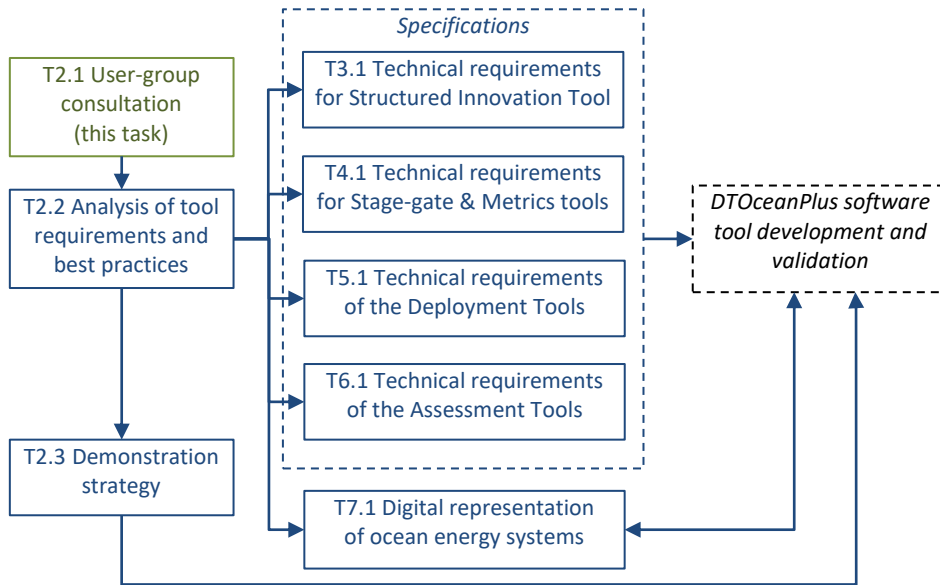 Specifications
T2.1 User-group
consultation
(this task)
T2.2 Analysis of tool
requirements and
best practices
T2.3 Demonstration
strategy
T3.1 Technical requirements
for Structured Innovation Tool
T4.1 Technical requirements
for Stage-gate & Metrics tools
T5.1 Technical requirements
of the Deployment Tools
T6.1 Technical requirements
of the Assessment Tools
T7.1 Digital representation
of ocean energy systems
DTOceanPlus software
tool development and
validation